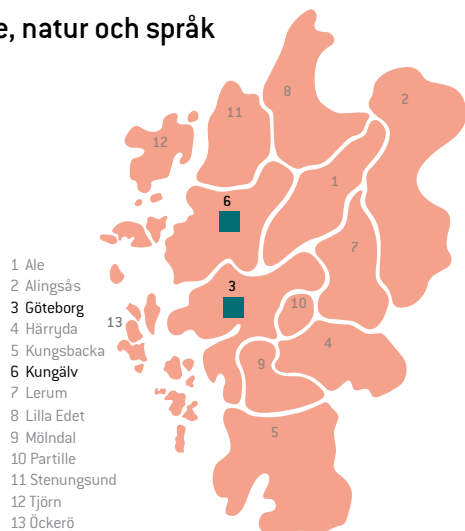 e, natur och språk
8
2
11
12
1
6
7
3
10
13
4
9
5
1 Ale
2 Alingsås
3 Göteborg
4 Härryda
5 Kungsbacka
6 Kungälv
7 Lerum
8 Lilla Edet
9 Mölndal
10 Partille
11 Stenungsund
12 Tjörn
13 Öckerö